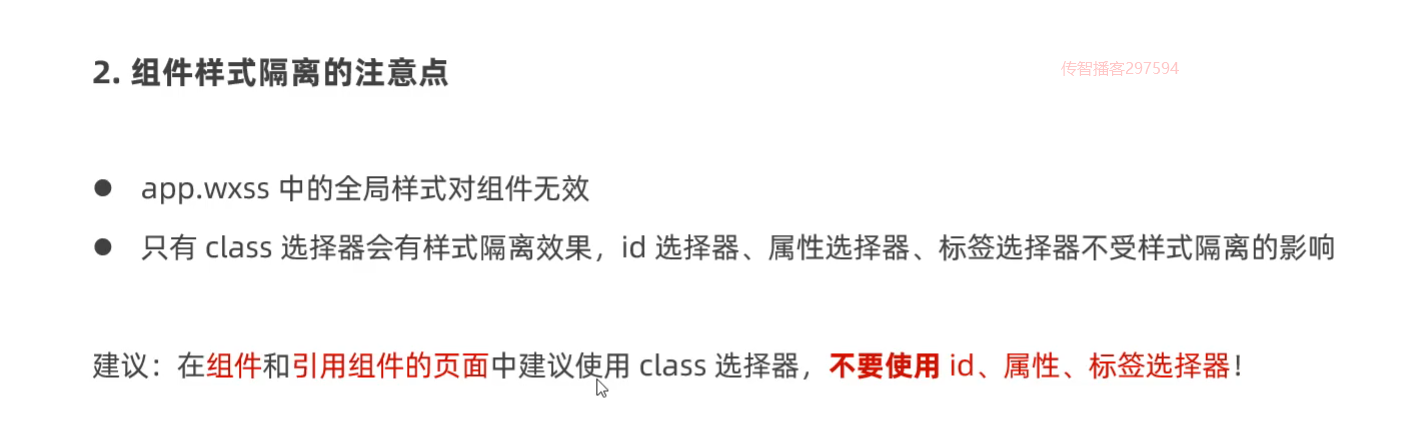 2. 组件样式隔离的注意点
传智播客297594
● app.wxss 中的全局样式对组件无效
● 只有 class 选择器会有样式隔离效果，id 选择器、属性选择器、标签选择器不受样式隔离的影响
建议：在组件和引用组件的页面中建议使用 class 选择器，不要使用 id、属性、标签选择器！